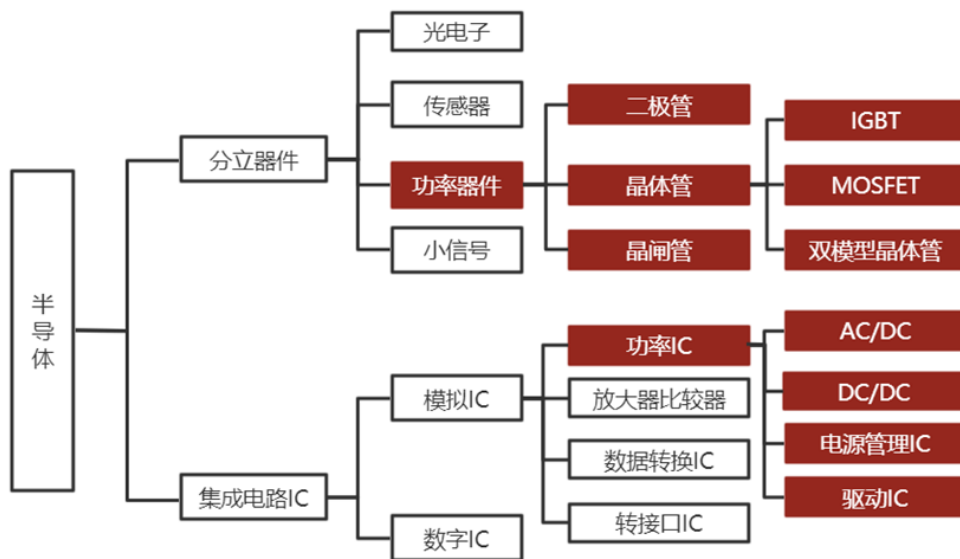 半导体
分立器件
集成电路IC
光电子
传感器
功率器件
小信号
模拟IC
数字IC
二极管
晶体管
晶闸管
功率IC
放大器比较器
数据转换IC
转接口IC
IGBT
MOSFET
双模型晶体管
AC/DC
DC/DC
电源管理IC
驱动IC